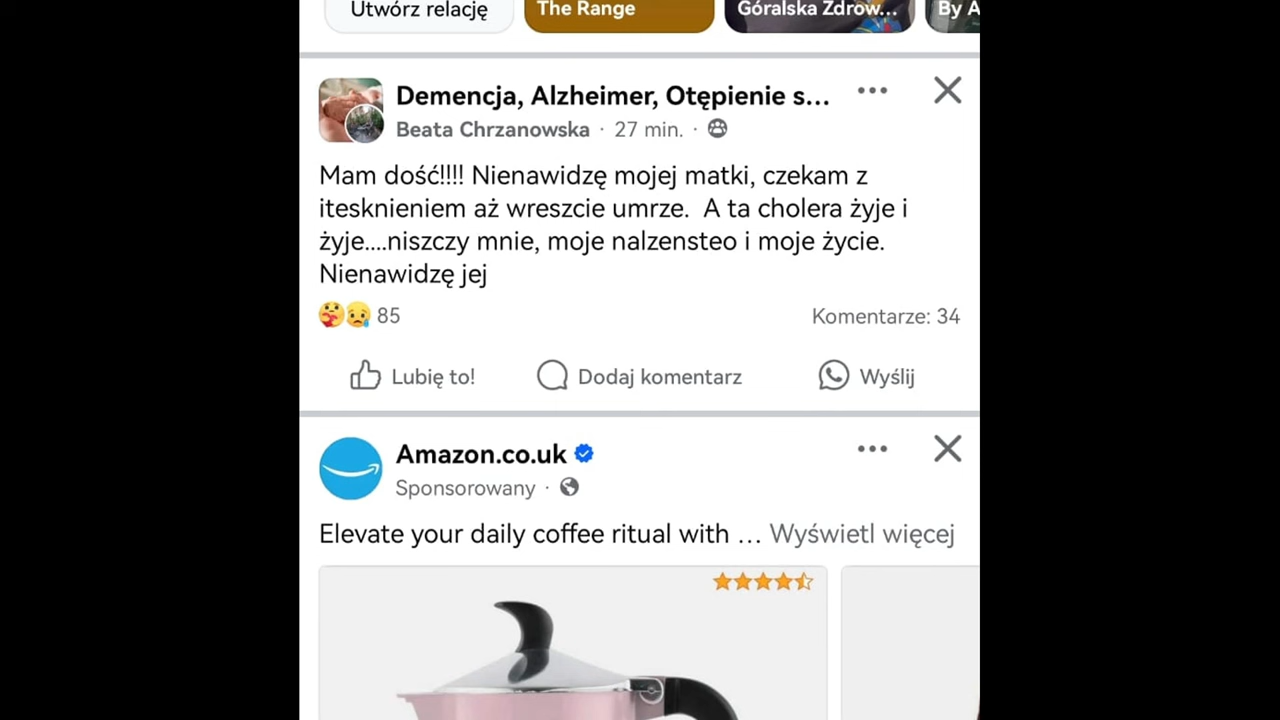 Utwórz relację
The Range
Góralska Zdrow...
By A
Demencja, Alzheimer, Otępienie s...
Beata Chrzanowska · 27 min. ·
Mam dość!!!! Nienawidzę mojej matki, czekam z
itesknieniem aż wreszcie umrze.  A ta cholera żyje i
żyje....niszczy mnie, moje nalzensteo i moje życie.
Nienawidzę jej
85
Komentarze: 34
Lubię to!
Dodaj komentarz
Wyślij
Amazon.co.uk
Sponsorowany ·
Elevate your daily coffee ritual with ... Wyświetl więcej